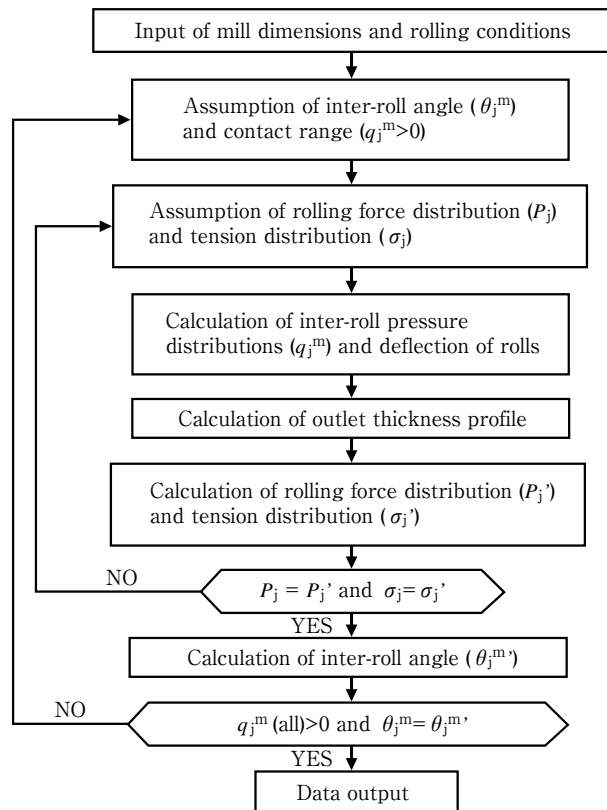 Input of mill dimensions and rolling conditions
Assumption of inter-roll angle (θⱼᵐ)
and contact range (qⱼᵐ>0)
Assumption of rolling force distribution (Pⱼ)
and tension distribution (σⱼ)
Calculation of inter-roll pressure
distributions (qⱼᵐ) and deflection of rolls
Calculation of outlet thickness profile
Calculation of rolling force distribution (Pⱼ’)
and tension distribution (σⱼ’)
NO
Pⱼ = Pⱼ’ and σⱼ= σⱼ’
YES
Calculation of inter-roll angle (θⱼᵐ’)
NO
qⱼᵐ (all)>0 and θⱼᵐ= θⱼᵐ’
YES
Data output